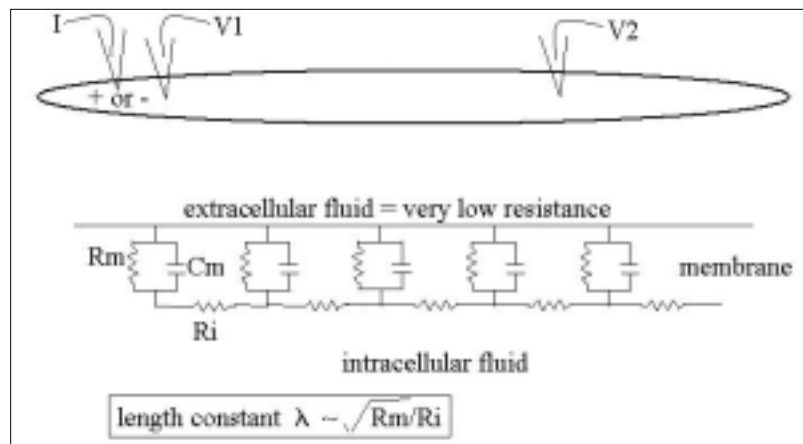 I V1 V2
+ or -
extracellular fluid = very low resistance
Rm Cm membrane
Ri
intracellular fluid
length constant λ ~ √Rm/Ri